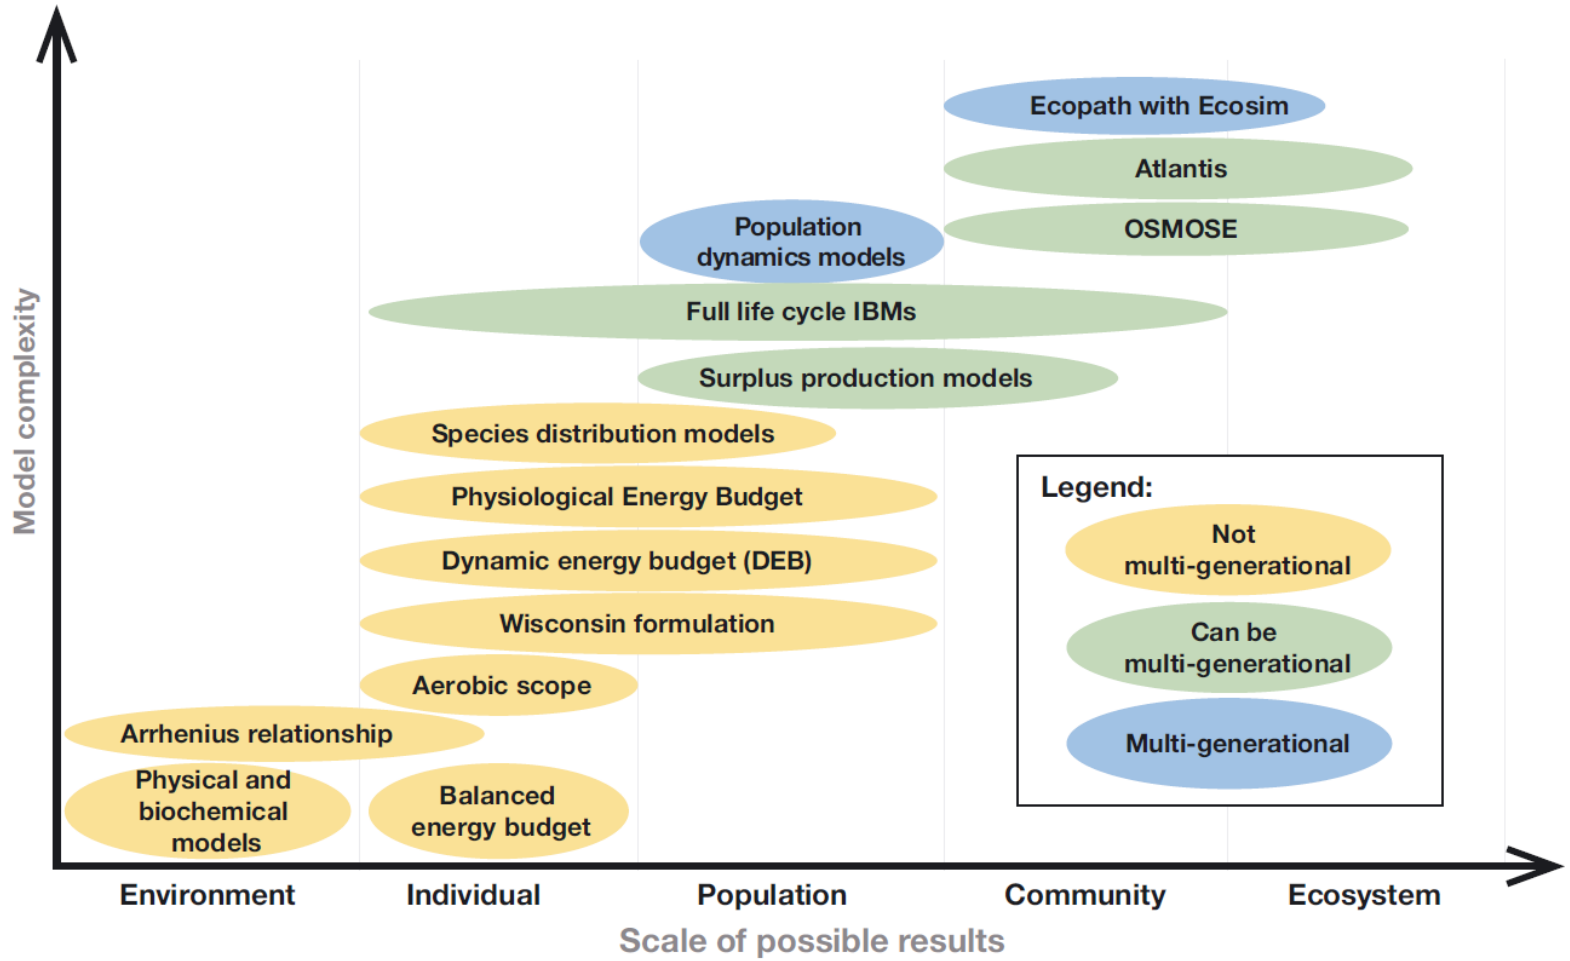 Model complexity
Ecopath with Ecosim
Atlantis
OSMOSE
Population
dynamics models
Full life cycle IBMs
Surplus production models
Species distribution models
Physiological Energy Budget
Dynamic energy budget (DEB)
Wisconsin formulation
Aerobic scope
Arrhenius relationship
Physical and
biochemical
models
Balanced
energy budget
Legend:
Not
multi-generational
Can be
multi-generational
Multi-generational
Environment
Individual
Population
Community
Ecosystem
Scale of possible results